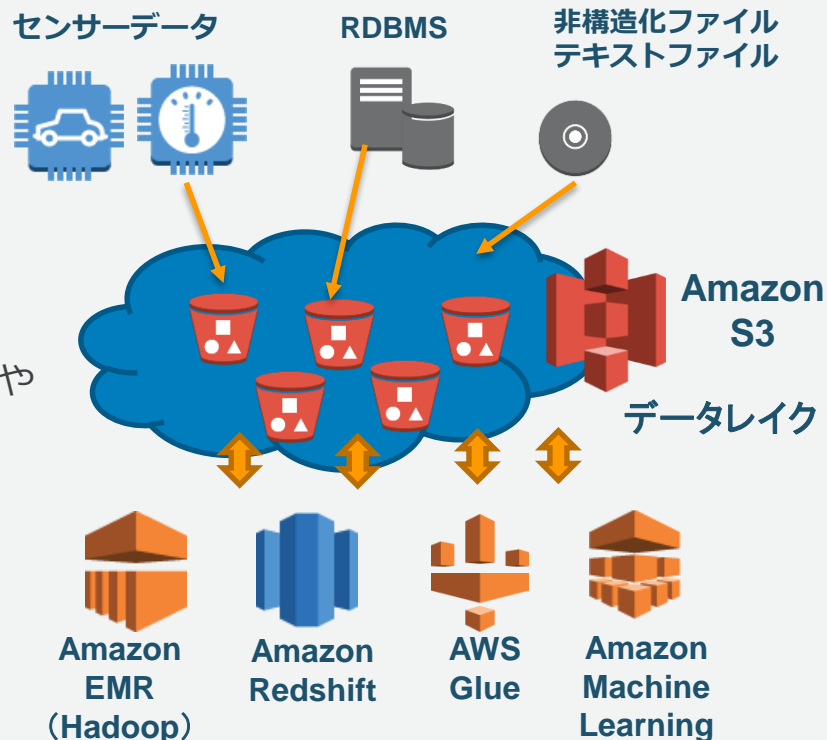 センサーデータ
RDBMS
非構造化ファイル
テキストファイル
Amazon
S3
や
データレイク
Amazon
EMR
（Hadoop）
Amazon
Redshift
AWS
Glue
Amazon
Machine
Learning